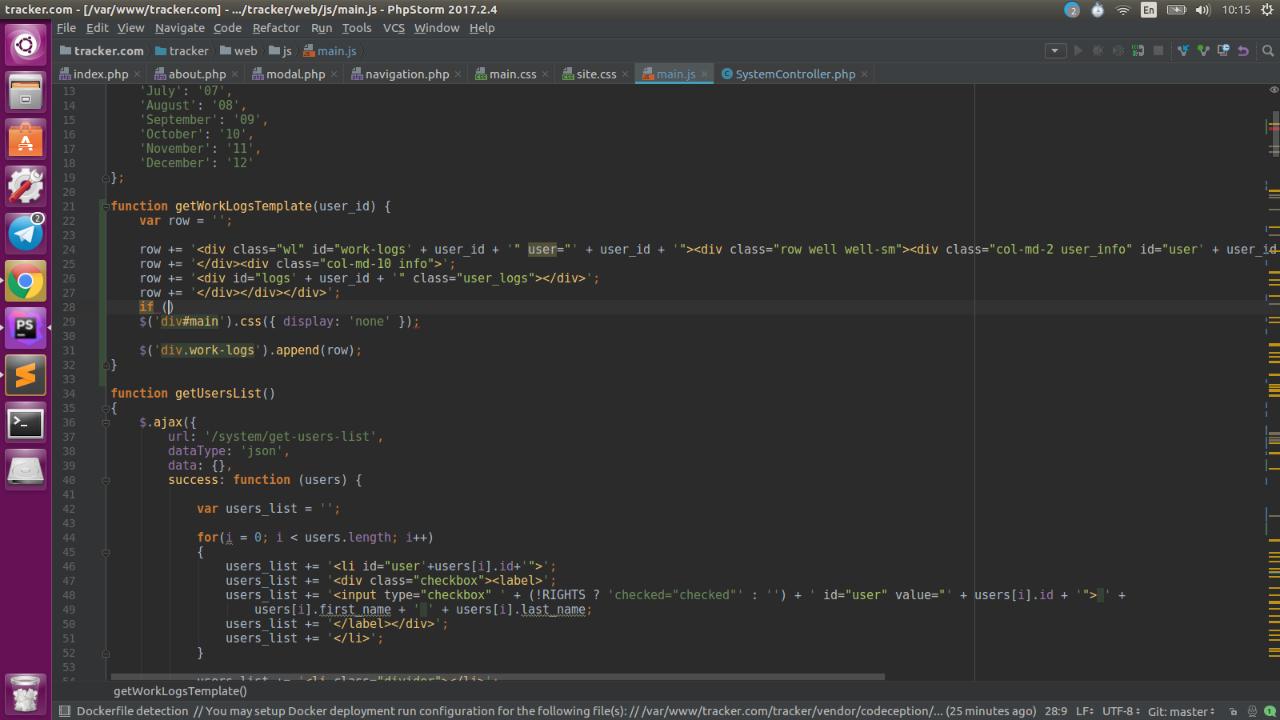 tracker.com - [/var/www/tracker.com] - .../tracker/web/js/main.js - PhpStorm 2017.2.4
2 En 10:15
File Edit View Navigate Code Refactor Run Tools VCS Window Help
tracker.com tracker web js main.js
index.php about.php modal.php navigation.php main.css site.css main.js SystemController.php
13 'July': '07',
14 'August': '08',
15 'September': '09',
16 'October': '10',
17 'November': '11',
18 'December': '12'
19 };
20
21 function getWorkLogsTemplate(user_id) {
22 var row = '';
23
24 row += '<div class="wl" id="work-logs' + user_id + '" user="' + user_id + '"><div class="row well well-sm"><div class="col-md-2 user_info" id="user' + user_id
25 row += '</div><div class="col-md-10 info">';
26 row += '<div id="logs' + user_id + '" class="user_logs"></div>';
27 row += '</div></div></div>';
28 if ()
29 $('div#main').css({ display: 'none' });
30
31 $('div.work-logs').append(row);
32 }
33
34 function getUsersList()
35 {
36 $.ajax({
37 url: '/system/get-users-list',
38 dataType: 'json',
39 data: {},
40 success: function (users) {
41
42 var users_list = '';
43
44 for(i = 0; i < users.length; i++)
45 {
46 users_list += '<li id="user'+users[i].id+'">';
47 users_list += '<div class="checkbox"><label>';
48 users_list += '<input type="checkbox" ' + (!RIGHTS ? 'checked="checked"' : '') + ' id="user" value="' + users[i].id + '"> ' +
49 users[i].first_name + ' ' + users[i].last_name;
50 users_list += '</label></div>';
51 users_list += '</li>';
52 }
53
54 users_list += '<li class="divider"></li>';
getWorkLogsTemplate()
Dockerfile detection // You may setup Docker deployment run configuration for the following file(s): // /var/www/tracker.com/tracker/vendor/codeception/... (25 minutes ago) 28:9 LF÷ UTF-8÷ Git: master÷ 1